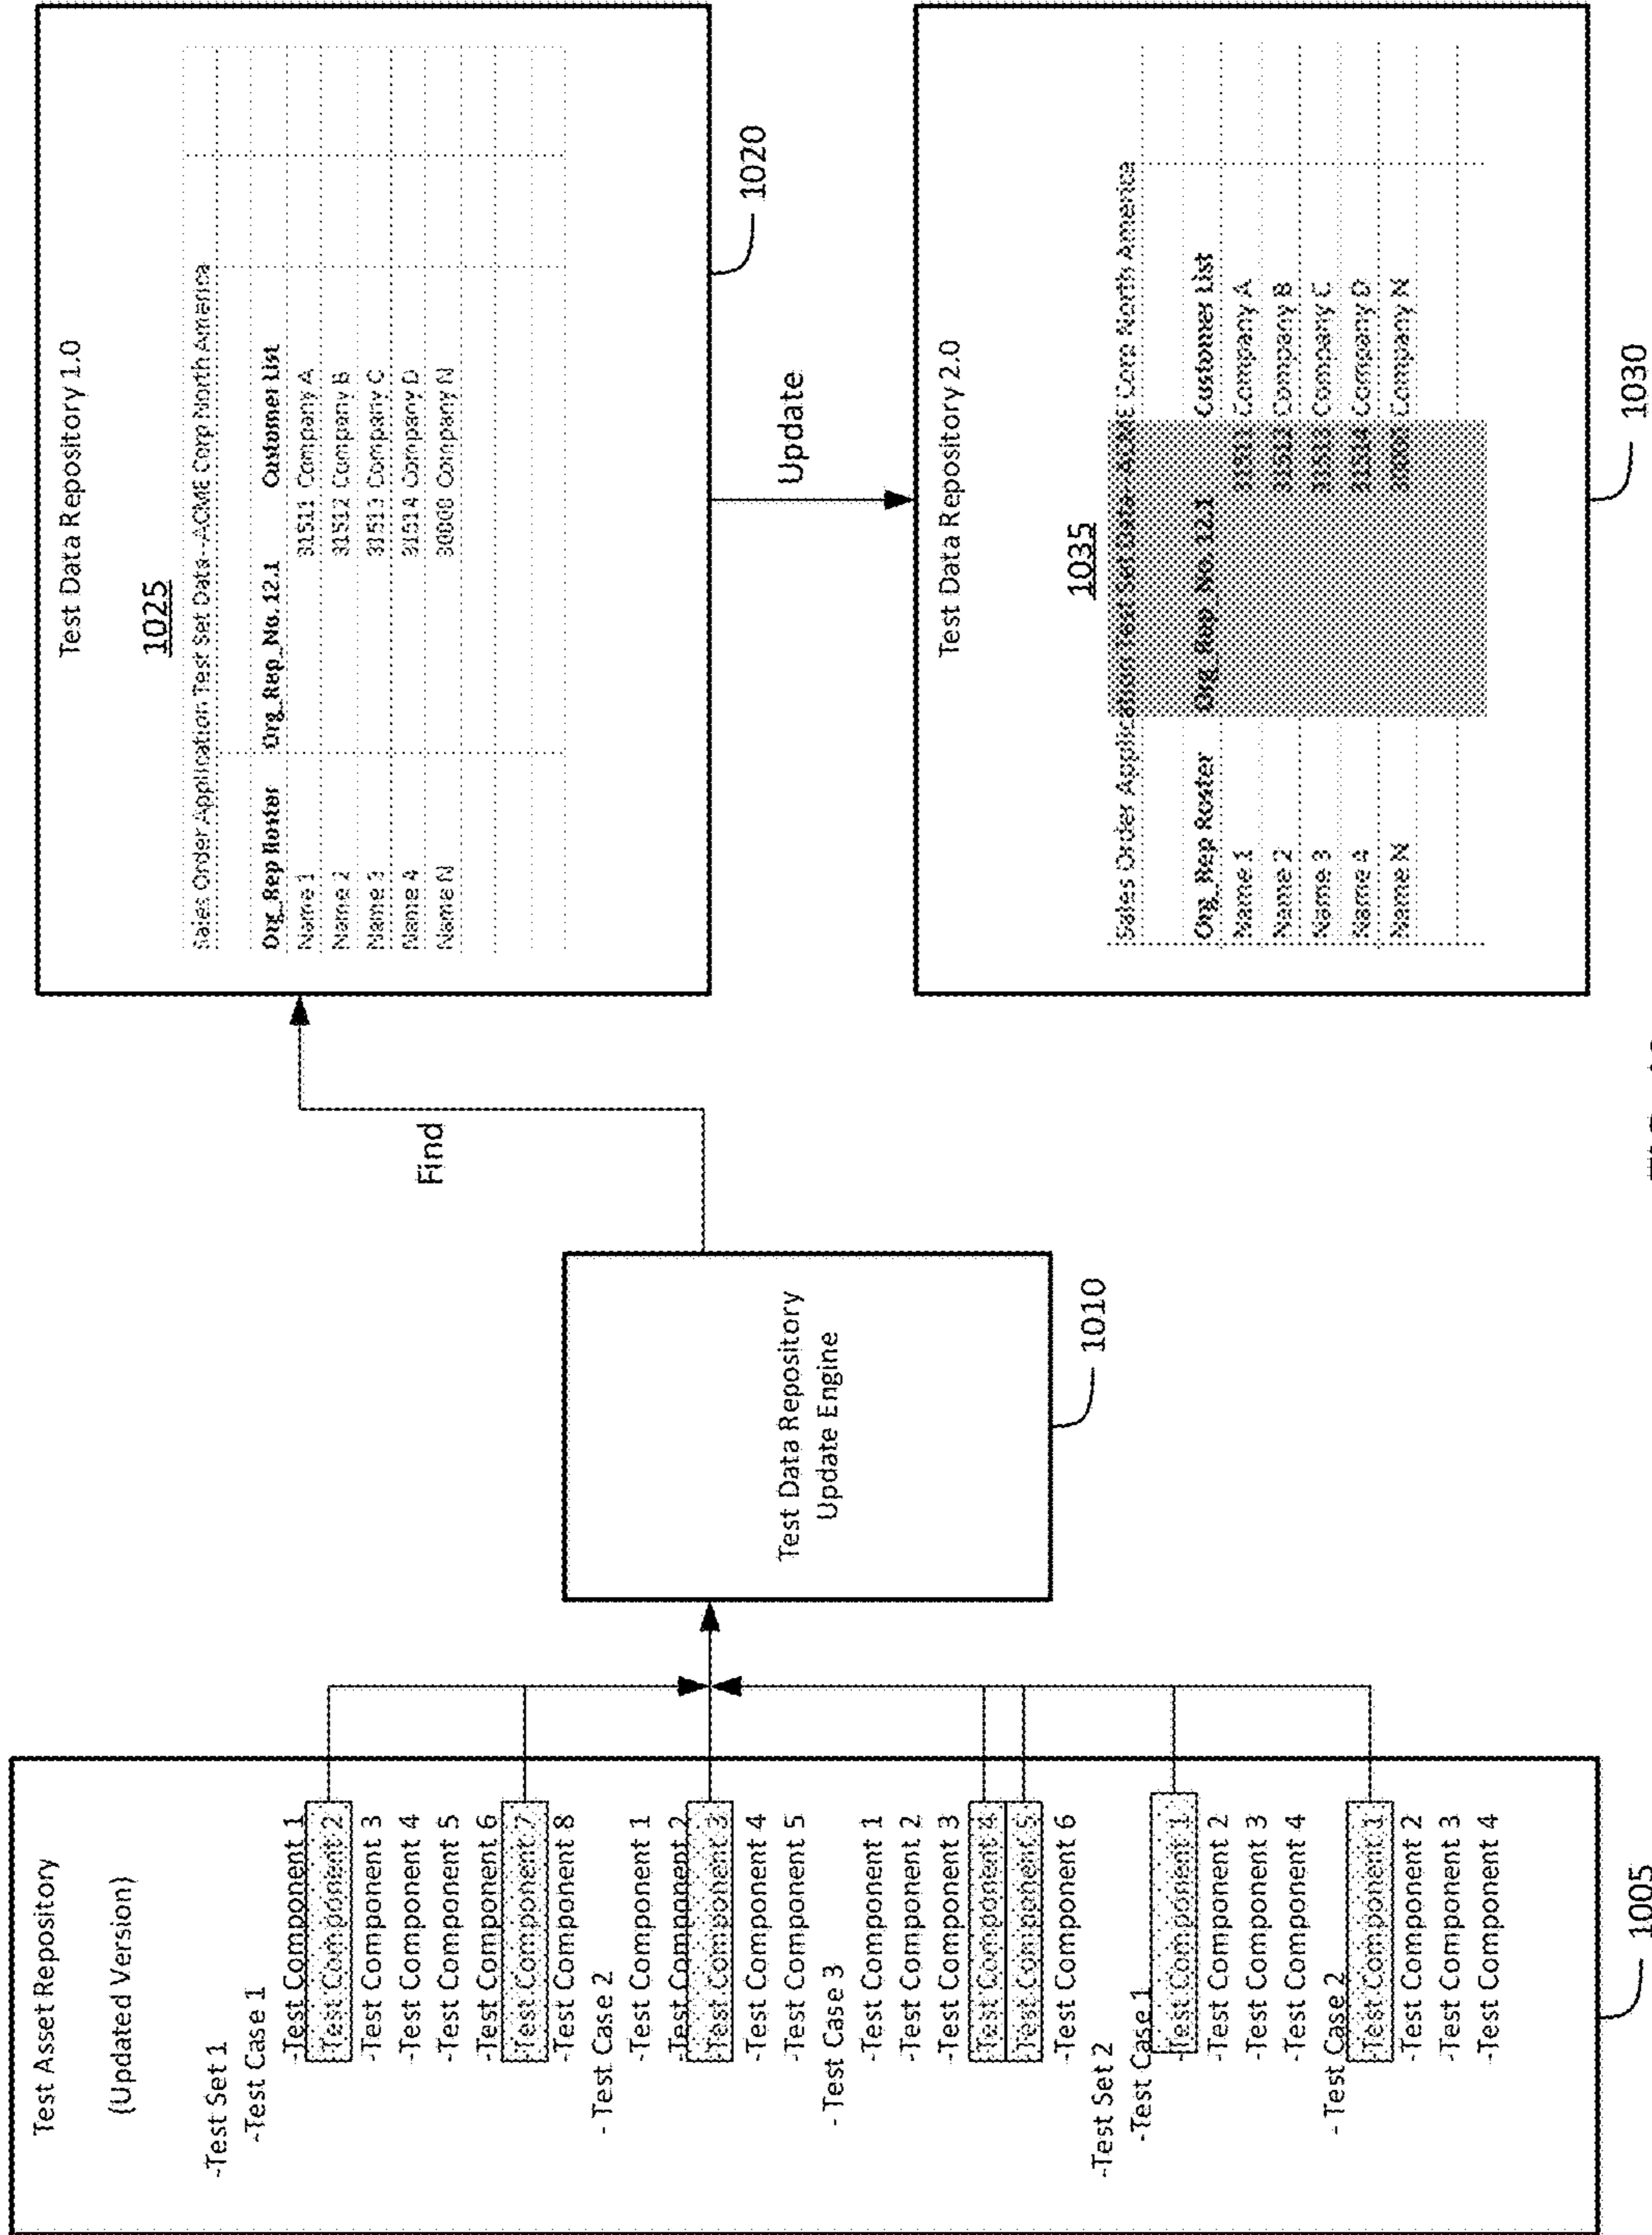 Test Asset Repository
(Updated Version)
-Test Set 1
-Test Case 1
-Test Component 1
-Test Component 2
-Test Component 3
-Test Component 4
-Test Component 5
-Test Component 6
-Test Component 7
-Test Component 8
- Test Case 2
-Test Component 1
-Test Component 2
-Test Component 3
-Test Component 4
-Test Component 5
- Test Case 3
-Test Component 1
-Test Component 2
-Test Component 3
-Test Component 4
-Test Component 5
-Test Component 6
-Test Set 2
-Test Case 1
-Test Component 1
-Test Component 2
-Test Component 3
-Test Component 4
- Test Case 2
-Test Component 1
-Test Component 2
-Test Component 3
-Test Component 4
1005
Test Data Repository
Update Engine
1010
Find
Test Data Repository 1.0
1025
Sales Order Application Test Set Data--ACME Corp North America
Org_Rep Roster Org_Rep_No. 12.1 Customer List
Name 1 31511 Company A
Name 2 31512 Company B
Name 3 31513 Company C
Name 4 31514 Company D
Name N Company N
1020
Update
Test Data Repository 2.0
1035
Sales Order Application Test Set Data--ACME Corp North America
Org_Rep Roster Org_Rep_No. 12.1 Customer List
Name 1 31511 Company A
Name 2 31512 Company B
Name 3 31513 Company C
Name 4 31514 Company D
Name N Company N
1030